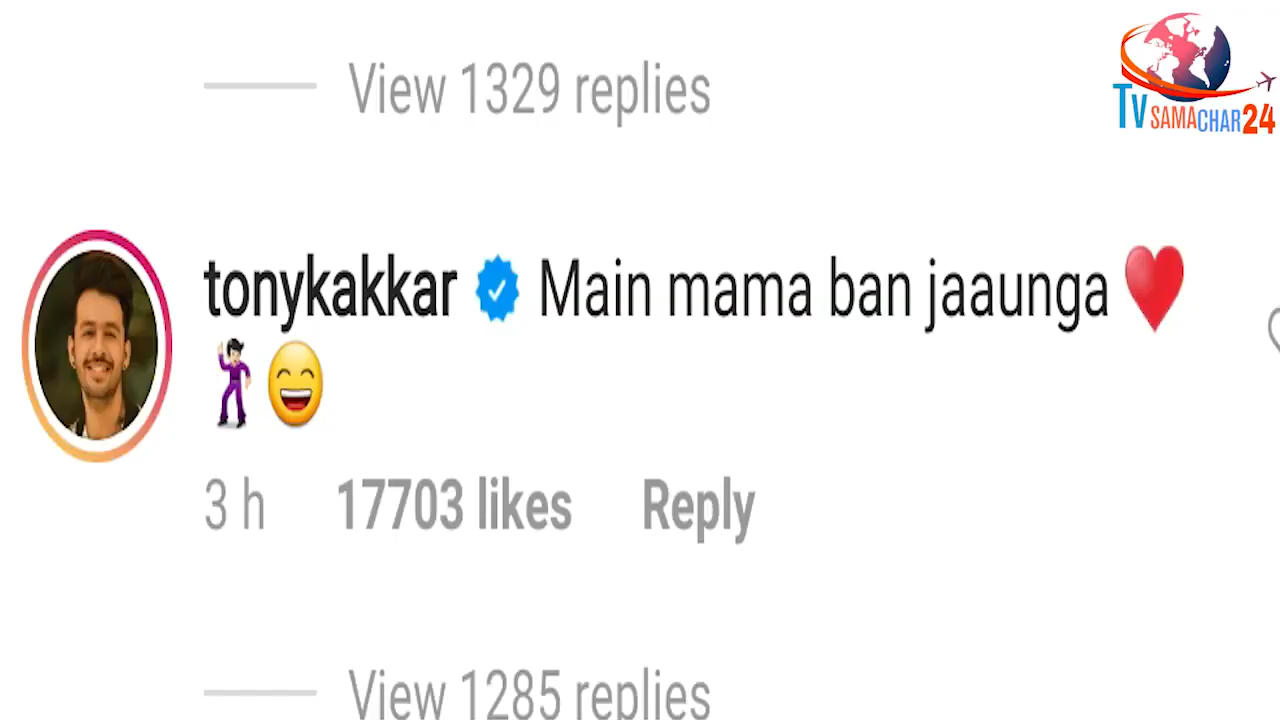 TV SAMACHAR24
View 1329 replies
tonykakkar Main mama ban jaaunga ♥️
🕺🏻😄
3 h 17703 likes Reply
View 1285 replies